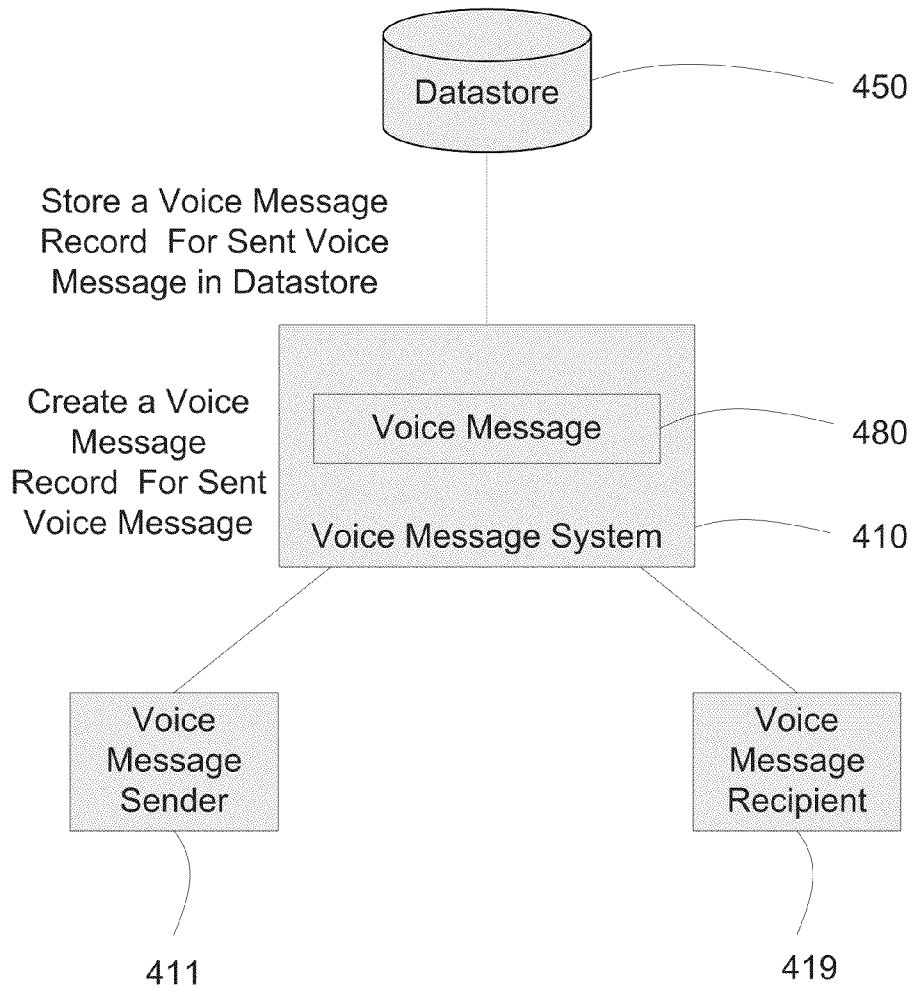 Datastore
450
Store a Voice Message
Record For Sent Voice
Message in Datastore
Create a Voice
Message
Record For Sent
Voice Message
Voice Message
480
Voice Message System
410
Voice
Message
Sender
Voice
Message
Recipient
411
419